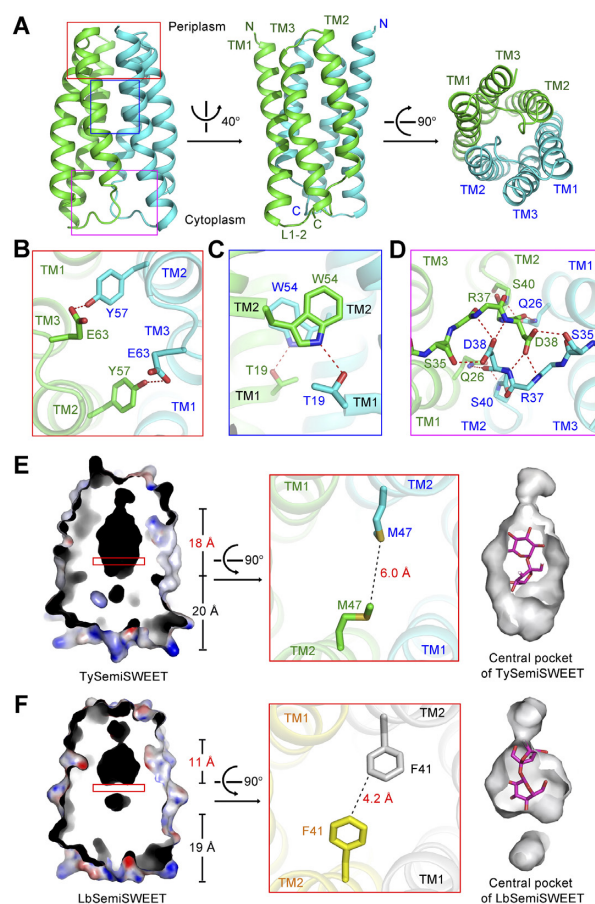 A
Periplasm
Cytoplasm
40°
N
TM1
TM3
TM2
N
C
C
L1-2
90°
TM3
TM1
TM2
TM2
TM1
TM3
B
TM1
TM2
Y57
TM3
E63
TM3
E63
Y57
TM2
TM1
C
W54
W54
TM2
TM2
T19
TM1
T19
TM1
D
TM3
TM2
TM1
S40
R37
Q26
S35
D38
D38
S35
Q26
R37
S40
TM1
TM2
TM3
E
18 Å
20 Å
TySemiSWEET
90°
TM1
TM2
M47
6.0 Å
M47
TM2
TM1
Central pocket
of TySemiSWEET
F
11 Å
19 Å
LbSemiSWEET
90°
TM1
TM2
F41
4.2 Å
F41
TM2
TM1
Central pocket
of LbSemiSWEET